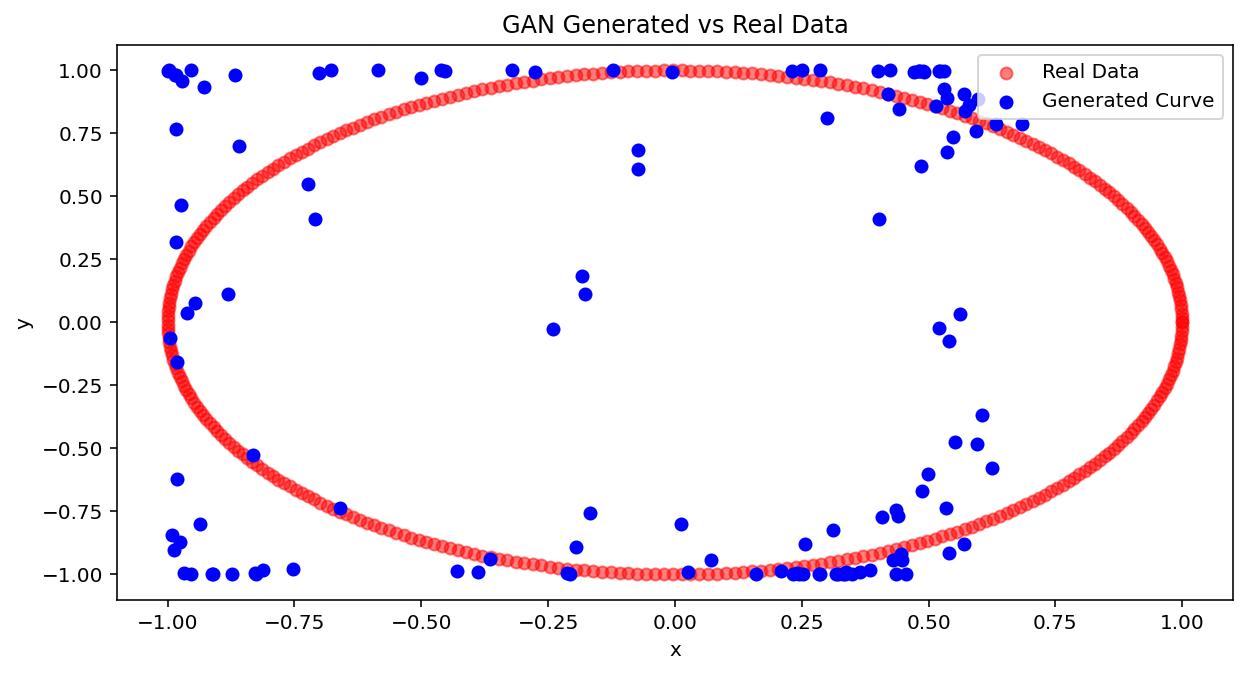 GAN Generated vs Real Data
1.00
0.75
0.50
0.25
0.00
−0.25
−0.50
−0.75
−1.00
y
Real Data
Generated Curve
−1.00 −0.75 −0.50 −0.25 0.00 0.25 0.50 0.75 1.00
x